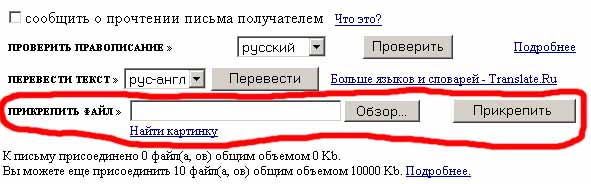 сообщить о прочтении письма получателем Что это?
ПРОВЕРИТЬ ПРАВОПИСАНИЕ » русский Проверить Подробнее
ПЕРЕВЕСТИ ТЕКСТ » рус-англ Перевести Больше языков и словарей - Translate.Ru
ПРИКРЕПИТЬ ФАЙЛ » Обзор... Прикрепить
Найти картинку
К письму присоединено 0 файл(а, ов) общим объемом 0 Kb.
Вы можете еще присоединить 10 файл(а, ов) общим объемом 10000 Kb. Подробнее.